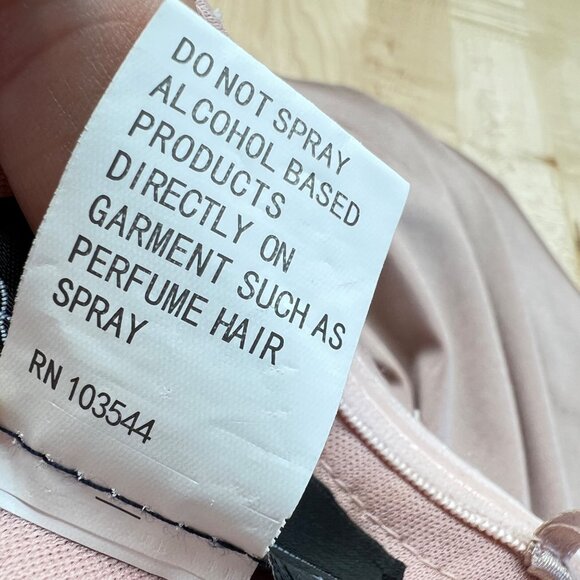 DO NOT SPRAY
ALCOHOL BASED
PRODUCTS
DIRECTLY ON
GARMENT SUCH AS
PERFUME HAIR
SPRAY
RN 103544